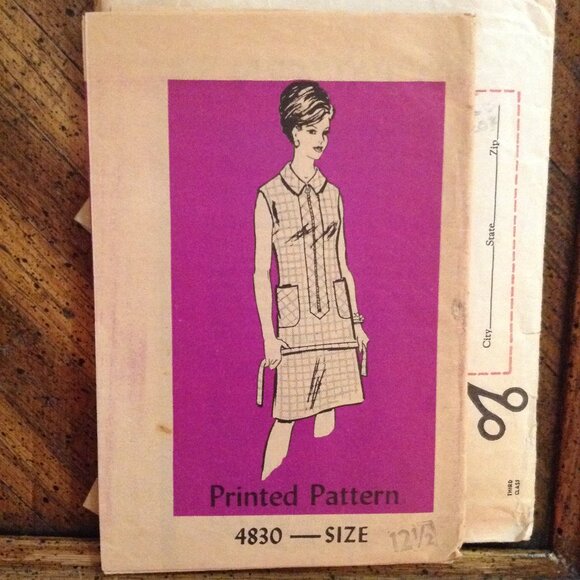 Printed Pattern
4830 — SIZE 12½
City
State
Zip
THIRD
CLASS